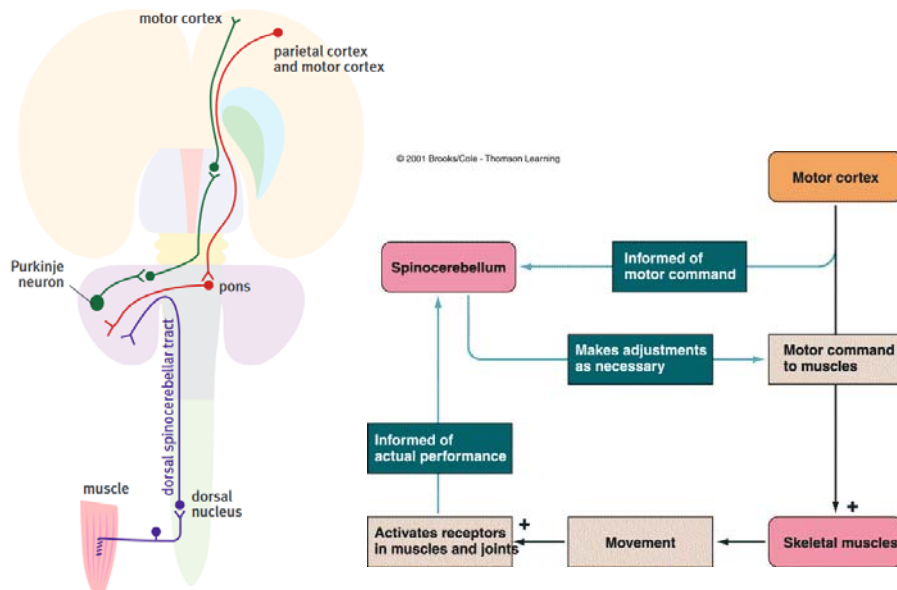 motor cortex
parietal cortex
and motor cortex
Purkinje
neuron
pons
dorsal spinocerebellar tract
muscle
dorsal
nucleus
© 2001 Brooks/Cole - Thomson Learning
Motor cortex
Spinocerebellum
Informed of
motor command
Makes adjustments
as necessary
Motor command
to muscles
Informed of
actual performance
+
+
Activates receptors
in muscles and joints
Movement
Skeletal muscles